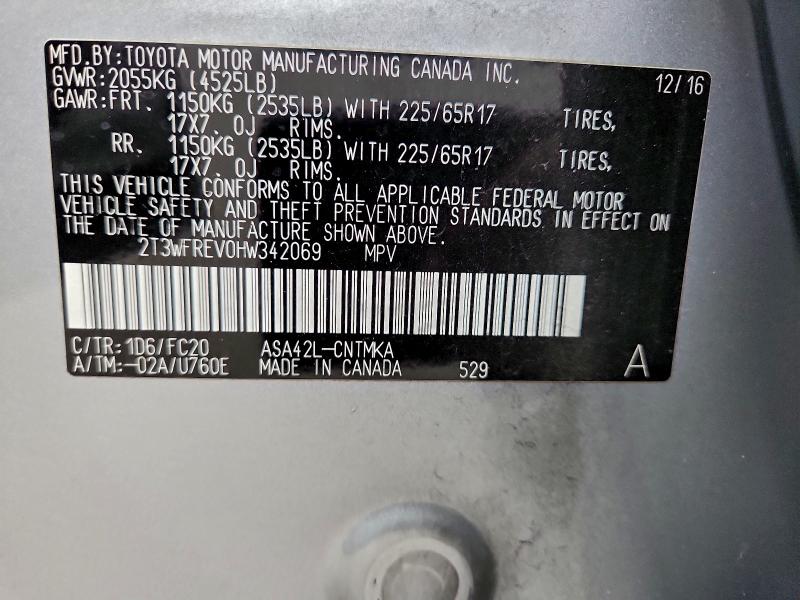 MFD.BY:TOYOTA MOTOR MANUFACTURING CANADA INC.
GVWR:2055KG (4525LB) 12/16
GAWR:FRT. 1150KG (2535LB) WITH 225/65R17 TIRES,
17X7.0J RIMS.
RR. 1150KG (2535LB) WITH 225/65R17 TIRES,
17X7.0J RIMS.
THIS VEHICLE CONFORMS TO ALL APPLICABLE FEDERAL MOTOR
VEHICLE SAFETY AND THEFT PREVENTION STANDARDS IN EFFECT ON
THE DATE OF MANUFACTURE SHOWN ABOVE.
2T3WFREV0HW342069 MPV
C/TR:1D6/FC20 ASA42L-CNTMKA
A/TM:-02A/U760E MADE IN CANADA 529 A